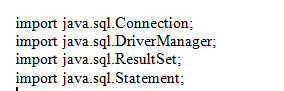 import java.sql.Connection;
import java.sql.DriverManager;
import java.sql.ResultSet;
import java.sql.Statement;